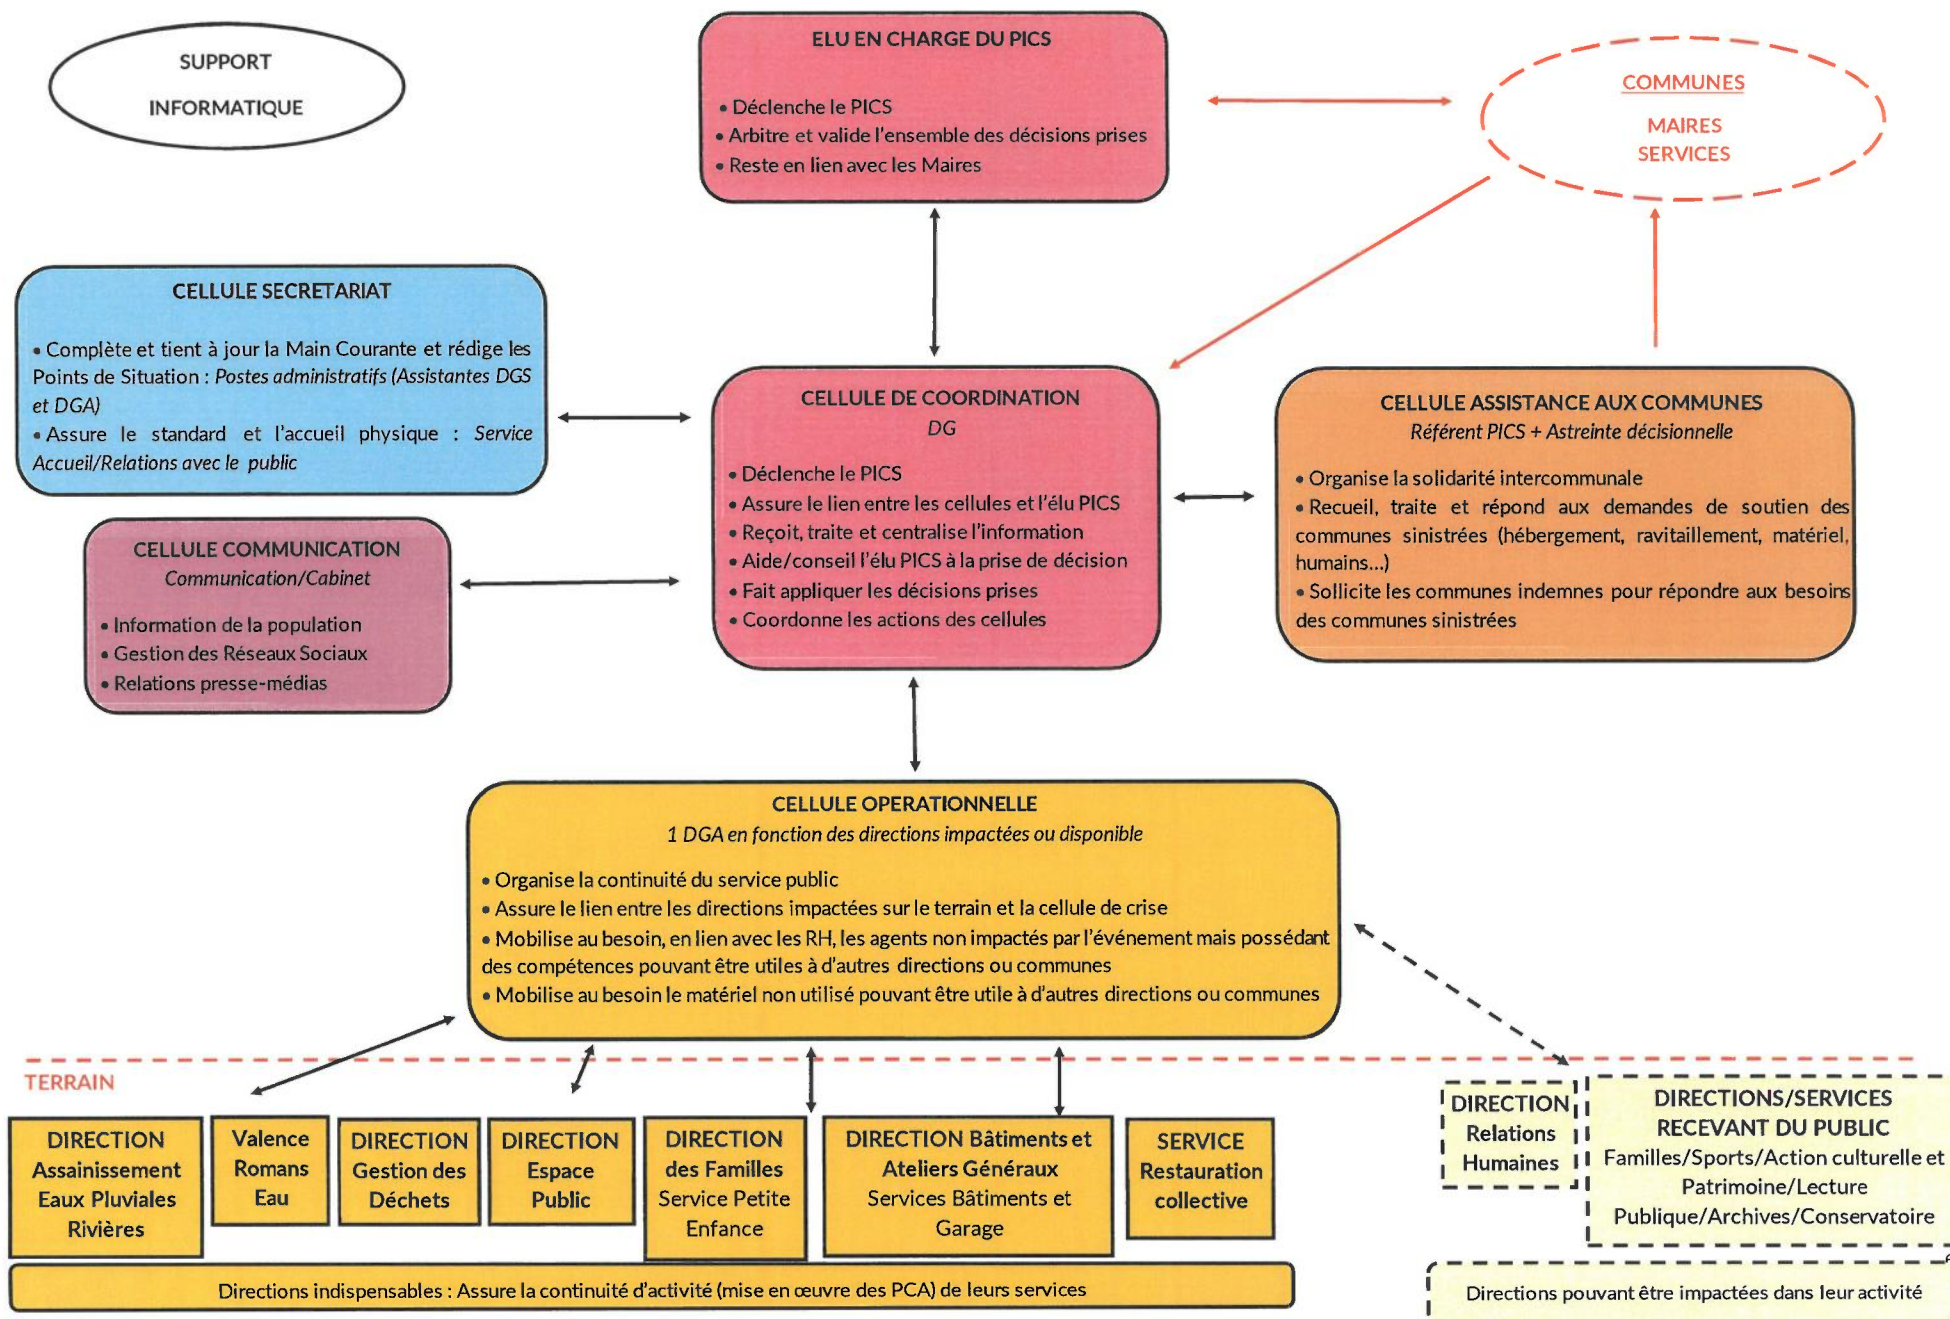 SUPPORT
INFORMATIQUE
ELU EN CHARGE DU PICS
• Déclenche le PICS
• Arbitre et valide l'ensemble des décisions prises
• Reste en lien avec les Maires
COMMUNES
MAIRES
SERVICES
CELLULE SECRETARIAT
• Complète et tient à jour la Main Courante et rédige les
Points de Situation : Postes administratifs (Assistantes DGS
et DGA)
• Assure le standard et l'accueil physique : Service
Accueil/Relations avec le public
CELLULE COMMUNICATION
Communication/Cabinet
• Information de la population
• Gestion des Réseaux Sociaux
• Relations presse-médias
CELLULE DE COORDINATION
DG
• Déclenche le PICS
• Assure le lien entre les cellules et l'élu PICS
• Reçoit, traite et centralise l'information
• Aide/conseil l'élu PICS à la prise de décision
• Fait appliquer les décisions prises
• Coordonne les actions des cellules
CELLULE ASSISTANCE AUX COMMUNES
Référent PICS + Astreinte décisionnelle
• Organise la solidarité intercommunale
• Recueil, traite et répond aux demandes de soutien des
communes sinistrées (hébergement, ravitaillement, matériel,
humains...)
• Sollicite les communes indemnes pour répondre aux besoins
des communes sinistrées
CELLULE OPERATIONNELLE
1 DGA en fonction des directions impactées ou disponible
• Organise la continuité du service public
• Assure le lien entre les directions impactées sur le terrain et la cellule de crise
• Mobilise au besoin, en lien avec les RH, les agents non impactés par l'événement mais possédant
des compétences pouvant être utiles à d'autres directions ou communes
• Mobilise au besoin le matériel non utilisé pouvant être utile à d'autres directions ou communes
TERRAIN
DIRECTION
Assainissement
Eaux Pluviales
Rivières
Valence
Romans
Eau
DIRECTION
Gestion des
Déchets
DIRECTION
Espace
Public
DIRECTION
des Familles
Service Petite
Enfance
DIRECTION Bâtiments et
Ateliers Généraux
Services Bâtiments et
Garage
SERVICE
Restauration
collective
DIRECTION
Relations
Humaines
DIRECTIONS/SERVICES
RECEVANT DU PUBLIC
Familles/Sports/Action culturelle et
Patrimoine/Lecture
Publique/Archives/Conservatoire
Directions indispensables : Assure la continuité d'activité (mise en œuvre des PCA) de leurs services
Directions pouvant être impactées dans leur activité